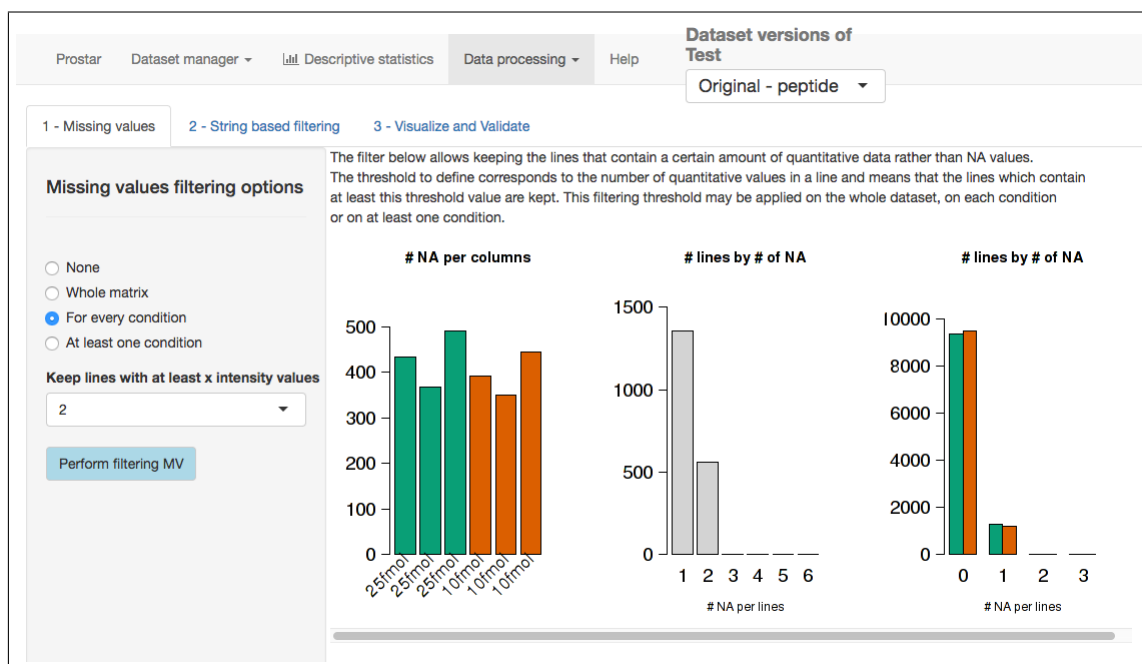 Dataset versions of
Test
Prostar Dataset manager Descriptive statistics Data processing Help
Original - peptide
1 - Missing values 2 - String based filtering 3 - Visualize and Validate
Missing values filtering options
None
Whole matrix
For every condition
At least one condition
Keep lines with at least x intensity values
2
Perform filtering MV
The filter below allows keeping the lines that contain a certain amount of quantitative data rather than NA values.
The threshold to define corresponds to the number of quantitative values in a line and means that the lines which contain
at least this threshold value are kept. This filtering threshold may be applied on the whole dataset, on each condition
or on at least one condition.
# NA per columns
500
400
300
200
100
0
25fmol 25fmol 25fmol 10fmol 10fmol 10fmol
# lines by # of NA
1500
1000
500
0
1 2 3 4 5 6
# NA per lines
# lines by # of NA
10000
8000
6000
4000
2000
0
0 1 2 3
# NA per lines